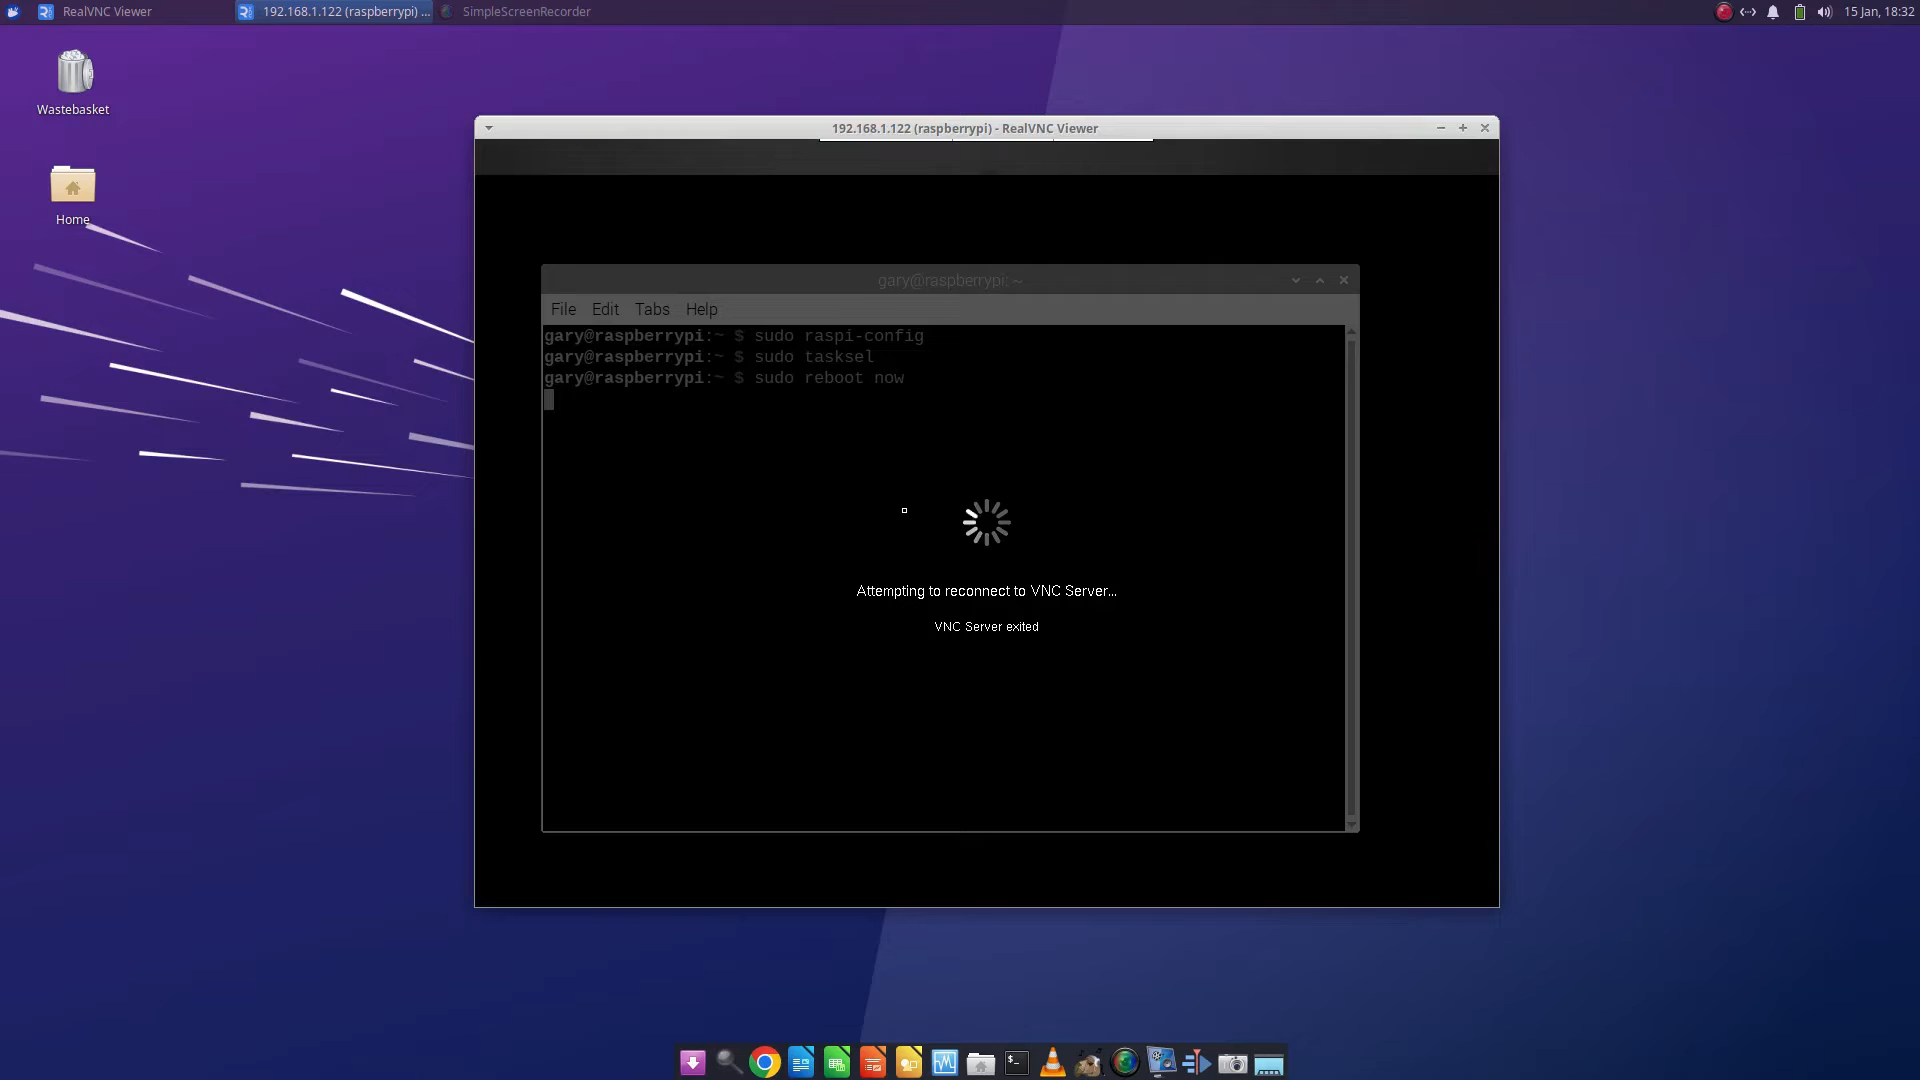 RealVNC Viewer
192.168.1.122 (raspberrypi) ...
SimpleScreenRecorder
15 Jan, 18:32
Wastebasket
Home
192.168.1.122 (raspberrypi) - RealVNC Viewer
gary@raspberrypi: ~
File Edit Tabs Help
gary@raspberrypi:~ $ sudo raspi-config
gary@raspberrypi:~ $ sudo tasksel
gary@raspberrypi:~ $ sudo reboot now
Attempting to reconnect to VNC Server...
VNC Server exited